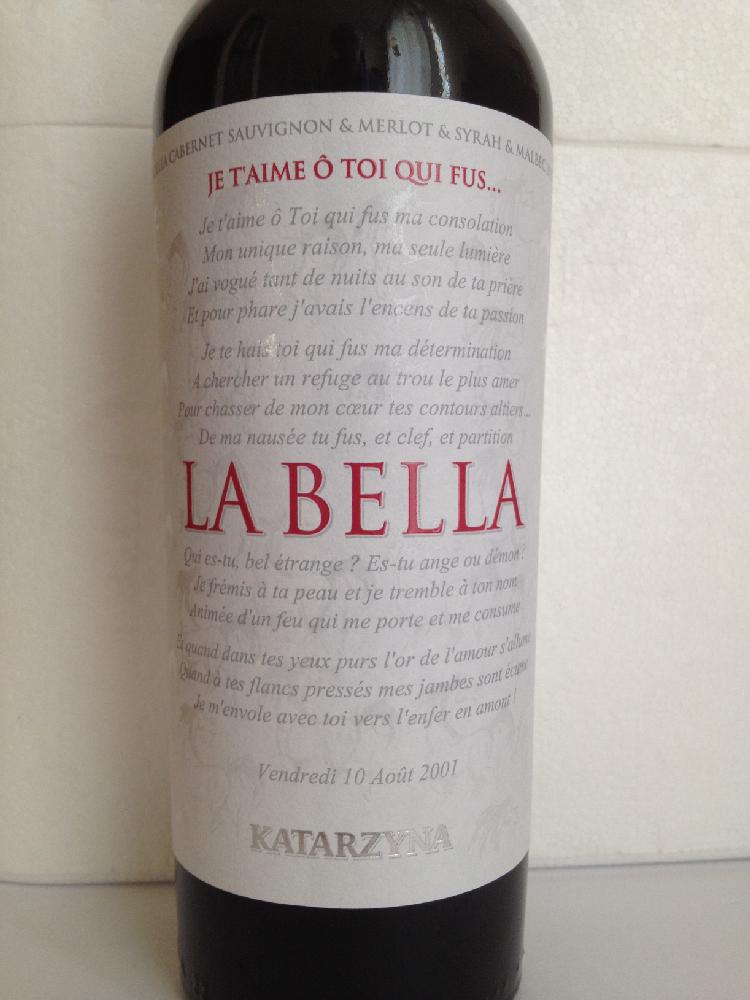 CABERNET SAUVIGNON & MERLOT & SYRAH & MALBEC
JE T'AIME Ô TOI QUI FUS...
Je t'aime ô Toi qui fus ma consolation
Mon unique raison, ma seule lumière
J'ai vogué tant de nuits au son de ta prière
Et pour phare j'avais l'encens de ta passion
Je te hais toi qui fus ma détermination
A chercher un refuge au trou le plus amer
Pour chasser de mon cœur tes contours altiers...
De ma nausée tu fus, et clef, et partition
LA BELLA
Qui es-tu, bel étrange ? Es-tu ange ou démon ?
Je frémis à ta peau et je tremble à ton nom
Animée d'un feu qui me porte et me consume
Et quand dans tes yeux purs l'or de l'amour s'allume
Quand à tes flancs pressés mes jambes sont
Je m'envole avec toi vers l'enfer en amont !
Vendredi 10 Août 2001
KATARZYNA